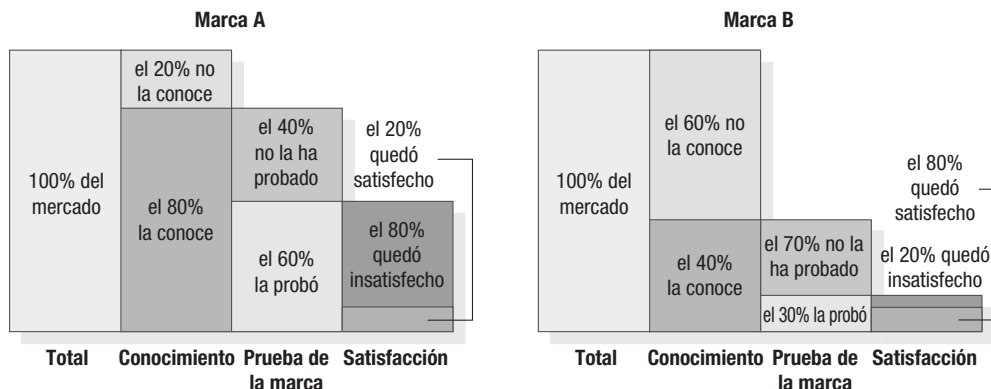 Marca A
100% del
mercado
el 20% no
la conoce
el 80%
la conoce
el 40%
no la ha
probado
el 60%
la probó
el 20%
quedó
satisfecho
el 80%
quedó
insatisfecho
Total
Conocimiento
Prueba de
la marca
Satisfacción
Marca B
100% del
mercado
el 60% no
la conoce
el 40%
la conoce
el 70% no la
ha probado
el 30% la probó
el 80%
quedó
satisfecho
el 20% quedó
insatisfecho
Total
Conocimiento
Prueba de
la marca
Satisfacción